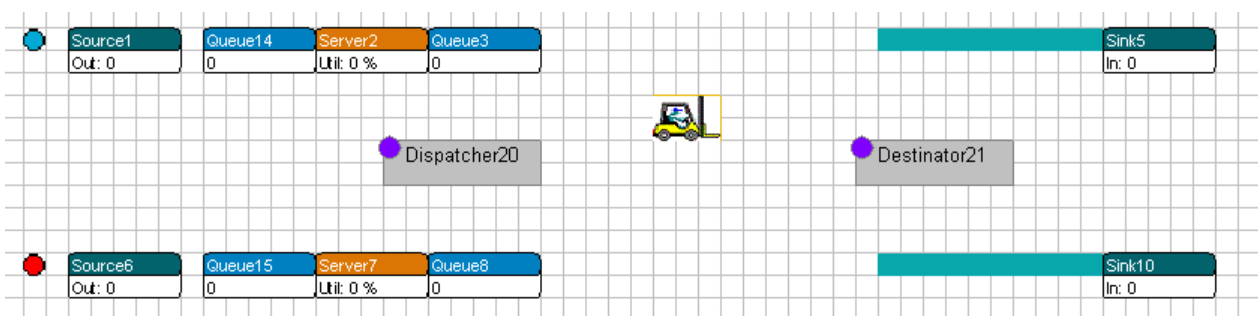 Source1 Queue14 Server2 Queue3 Sink5
Out: 0 0 Util: 0 % 0 In: 0
Dispatcher20 Destinator21
Source6 Queue15 Server7 Queue8 Sink10
Out: 0 0 Util: 0 % 0 In: 0